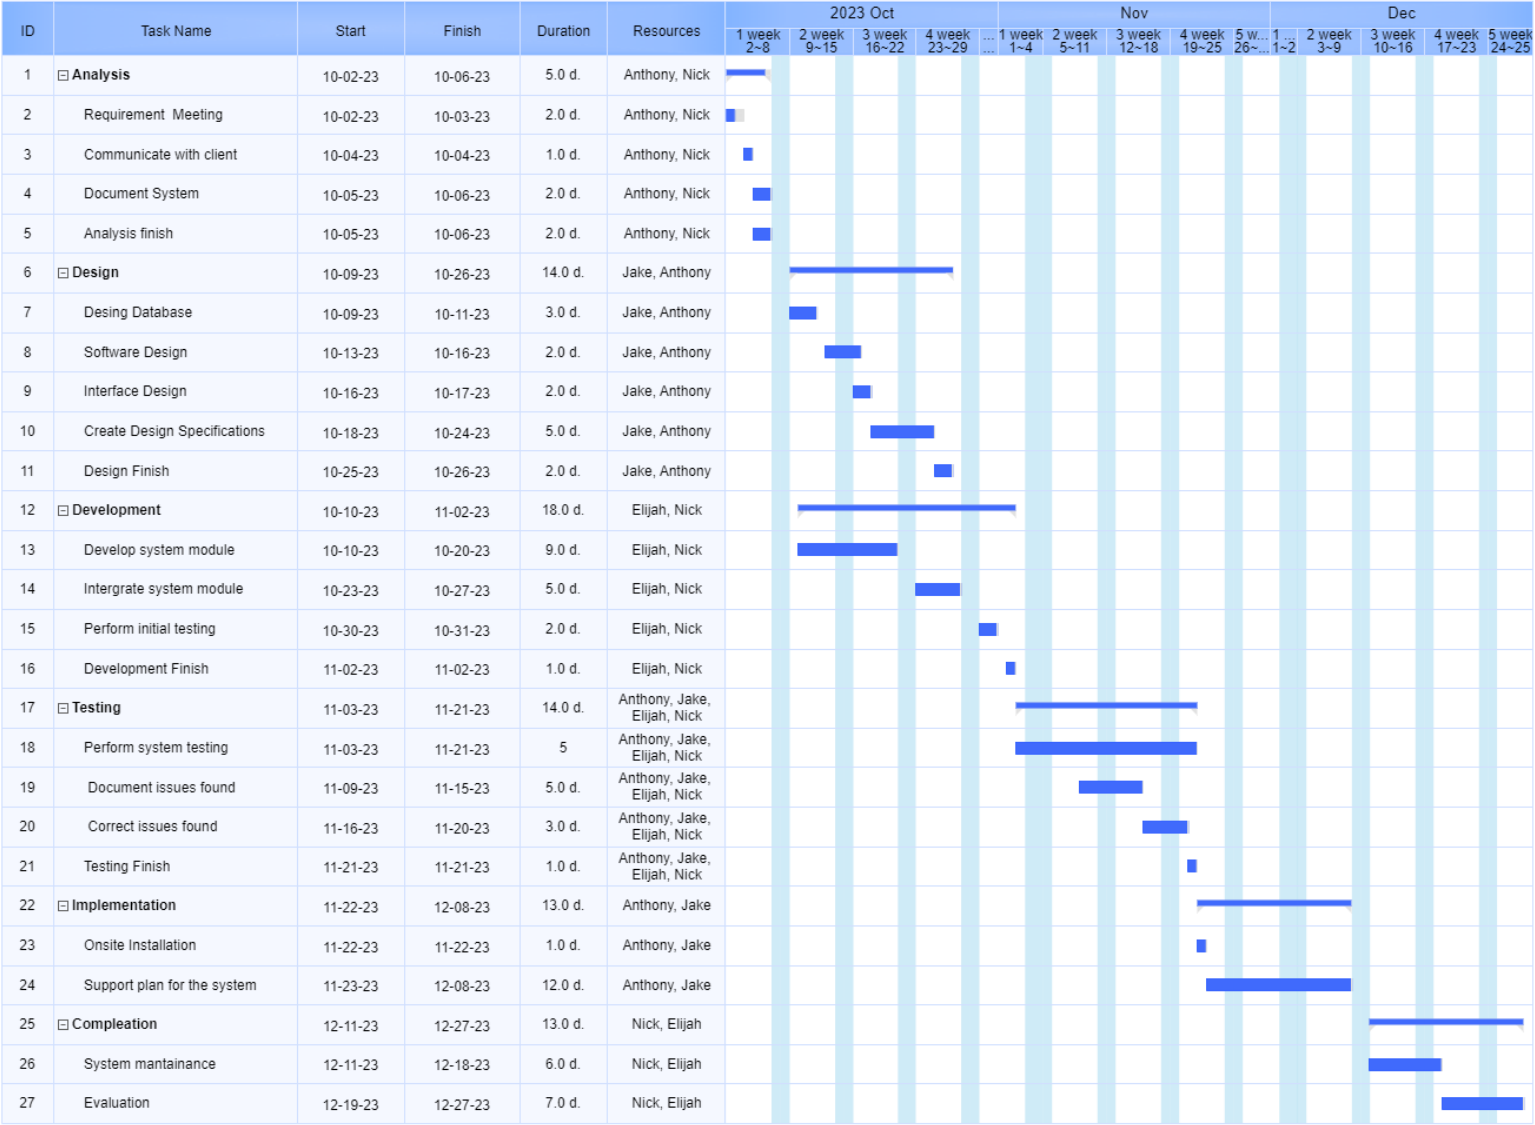 ID Task Name Start Finish Duration Resources 2023 Oct Nov Dec
1 week 2 week 3 week 4 week ... 1 week 2 week 3 week 4 week 5 w... 1 ... 2 week 3 week 4 week 5 week
2~8 9~15 16~22 23~29 ... 1~4 5~11 12~18 19~25 26~... 1~2 3~9 10~16 17~23 24~25
1 Analysis 10-02-23 10-06-23 5.0 d. Anthony, Nick
2 Requirement Meeting 10-02-23 10-03-23 2.0 d. Anthony, Nick
3 Communicate with client 10-04-23 10-04-23 1.0 d. Anthony, Nick
4 Document System 10-05-23 10-06-23 2.0 d. Anthony, Nick
5 Analysis finish 10-05-23 10-06-23 2.0 d. Anthony, Nick
6 Design 10-09-23 10-26-23 14.0 d. Jake, Anthony
7 Desing Database 10-09-23 10-11-23 3.0 d. Jake, Anthony
8 Software Design 10-13-23 10-16-23 2.0 d. Jake, Anthony
9 Interface Design 10-16-23 10-17-23 2.0 d. Jake, Anthony
10 Create Design Specifications 10-18-23 10-24-23 5.0 d. Jake, Anthony
11 Design Finish 10-25-23 10-26-23 2.0 d. Jake, Anthony
12 Development 10-10-23 11-02-23 18.0 d. Elijah, Nick
13 Develop system module 10-10-23 10-20-23 9.0 d. Elijah, Nick
14 Intergrate system module 10-23-23 10-27-23 5.0 d. Elijah, Nick
15 Perform initial testing 10-30-23 10-31-23 2.0 d. Elijah, Nick
16 Development Finish 11-02-23 11-02-23 1.0 d. Elijah, Nick
17 Testing 11-03-23 11-21-23 14.0 d. Anthony, Jake,
Elijah, Nick
18 Perform system testing 11-03-23 11-21-23 5 Anthony, Jake,
Elijah, Nick
19 Document issues found 11-09-23 11-15-23 5.0 d. Anthony, Jake,
Elijah, Nick
20 Correct issues found 11-16-23 11-20-23 3.0 d. Anthony, Jake,
Elijah, Nick
21 Testing Finish 11-21-23 11-21-23 1.0 d. Anthony, Jake,
Elijah, Nick
22 Implementation 11-22-23 12-08-23 13.0 d. Anthony, Jake
23 Onsite Installation 11-22-23 11-22-23 1.0 d. Anthony, Jake
24 Support plan for the system 11-23-23 12-08-23 12.0 d. Anthony, Jake
25 Compleation 12-11-23 12-27-23 13.0 d. Nick, Elijah
26 System mantainance 12-11-23 12-18-23 6.0 d. Nick, Elijah
27 Evaluation 12-19-23 12-27-23 7.0 d. Nick, Elijah